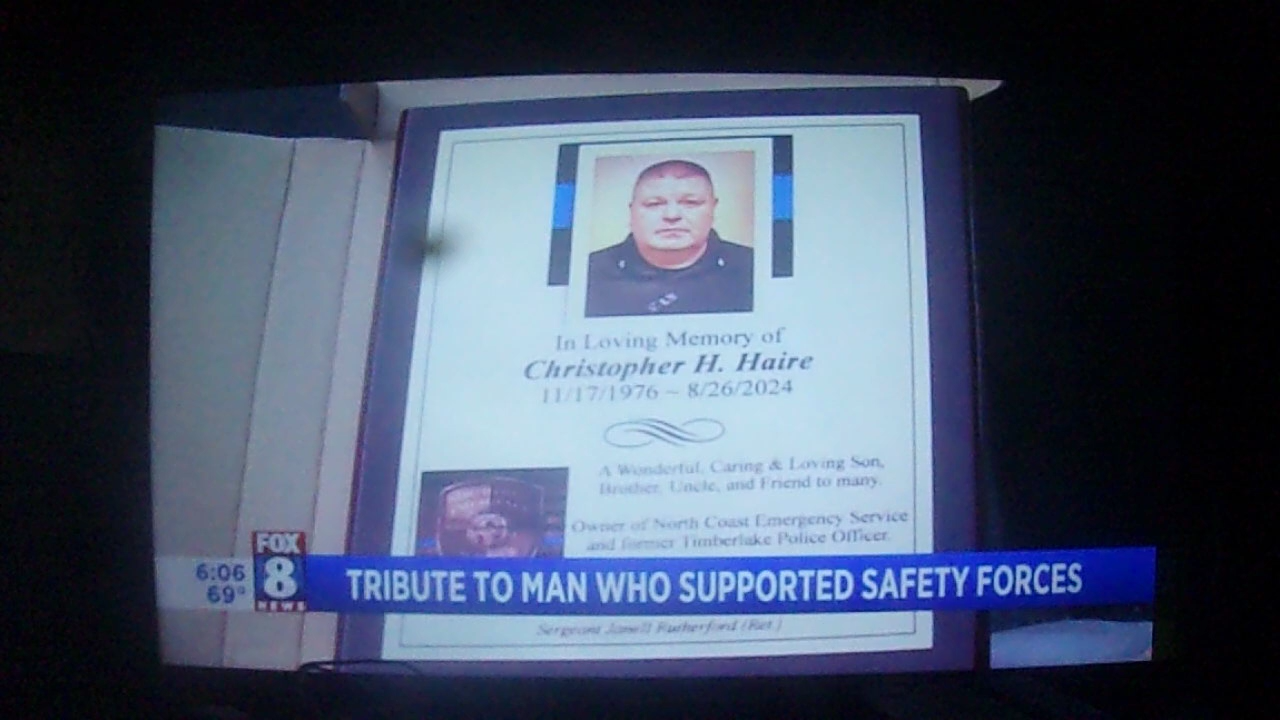 In Loving Memory of
Christopher H. Haire
11/17/1976 ~ 8/26/2024
A Wonderful, Caring & Loving Son,
Brother, Uncle, and Friend to many.
Owner of North Coast Emergency Service
and former Timberlake Police Officer.
FOX
8
NEWS
6:06
69°
TRIBUTE TO MAN WHO SUPPORTED SAFETY FORCES
Sergeant Janell Rutherford (Ret.)